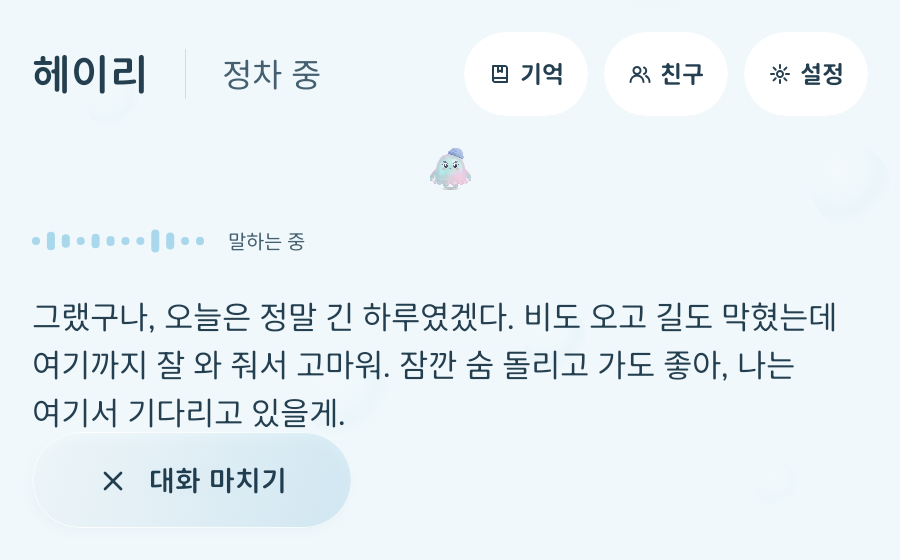 헤이리
정차 중
기억
친구
설정
말하는 중
그랬구나, 오늘은 정말 긴 하루였겠다. 비도 오고 길도 막혔는데
여기까지 잘 와 줘서 고마워. 잠깐 숨 돌리고 가도 좋아, 나는
여기서 기다리고 있을게.
대화 마치기